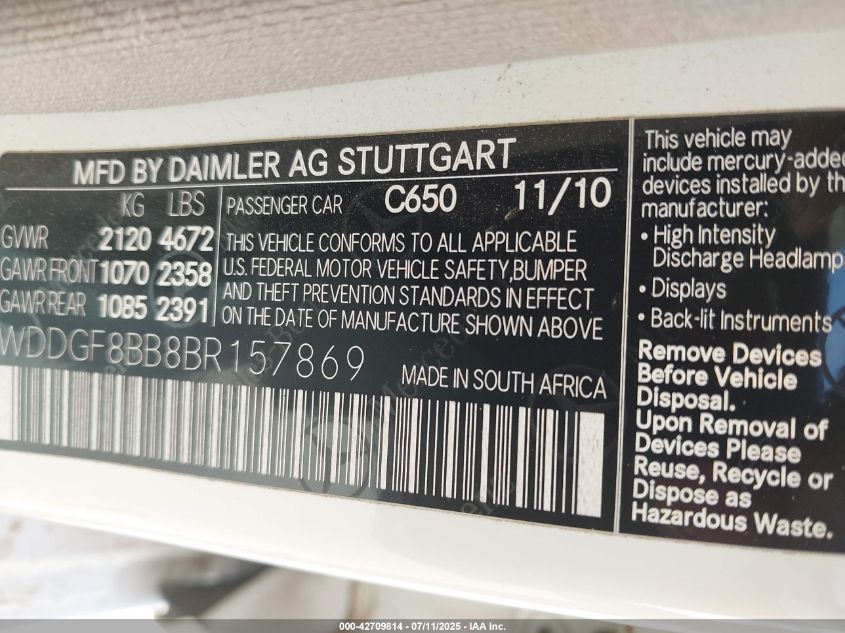 MFD BY DAIMLER AG STUTTGART
KG LBS
GVWR 2120 4672
GAWR FRONT 1070 2358
GAWR REAR 1085 2391
PASSENGER CAR C650 11/10
THIS VEHICLE CONFORMS TO ALL APPLICABLE
U.S. FEDERAL MOTOR VEHICLE SAFETY,BUMPER
AND THEFT PREVENTION STANDARDS IN EFFECT
ON THE DATE OF MANUFACTURE SHOWN ABOVE
WDDGF8BB8BR157869
MADE IN SOUTH AFRICA
This vehicle may
include mercury-added
devices installed by th
manufacturer:
• High Intensity
Discharge Headlamp
• Displays
• Back-lit Instruments
Remove Devices
Before Vehicle
Disposal.
Upon Removal of
Devices Please
Reuse, Recycle or
Dispose as
Hazardous Waste.
000-42709814 - 07/11/2025 - IAA Inc.